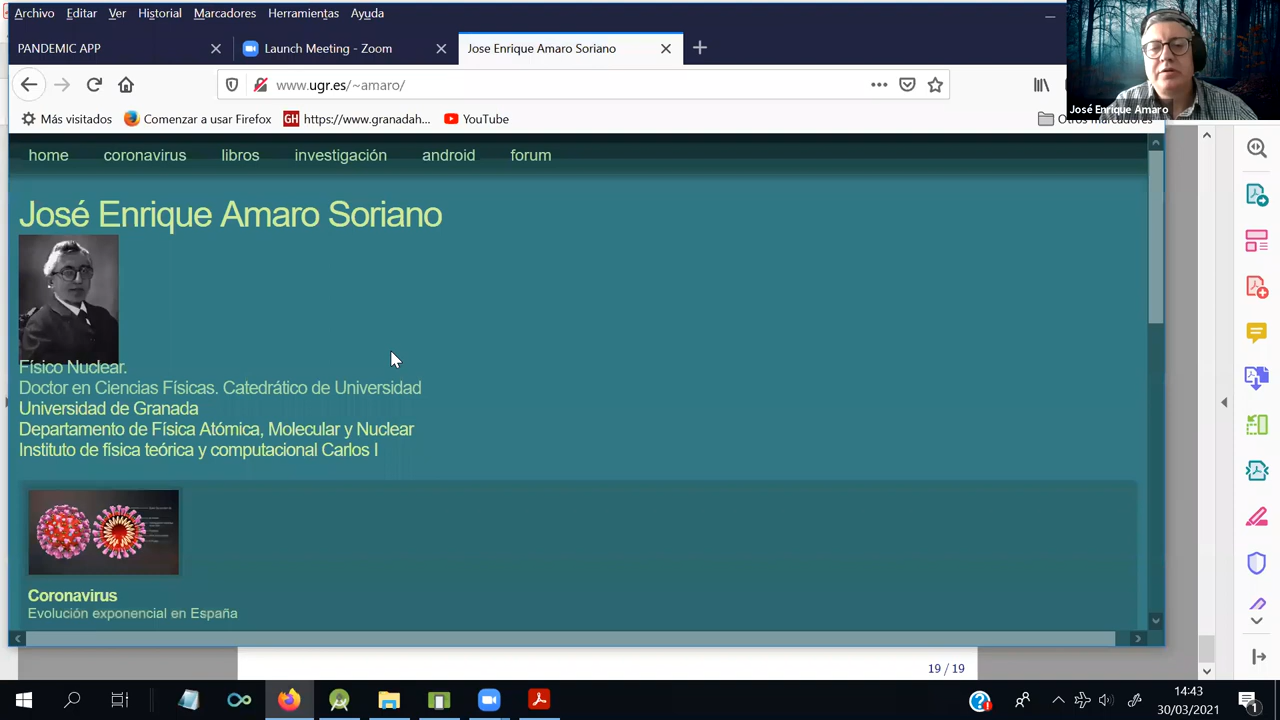 Archivo Editar Ver Historial Marcadores Herramientas Ayuda
PANDEMIC APP
Launch Meeting - Zoom
Jose Enrique Amaro Soriano
www.ugr.es/~amaro/
Más visitados
Comenzar a usar Firefox
GH
https://www.granadah...
YouTube
Otros marcadores
José Enrique Amaro
home coronavirus libros investigación android forum
José Enrique Amaro Soriano
Físico Nuclear.
Doctor en Ciencias Físicas. Catedrático de Universidad
Universidad de Granada
Departamento de Física Atómica, Molecular y Nuclear
Instituto de física teórica y computacional Carlos I
Coronavirus
Evolución exponencial en España
19 / 19
14:43
30/03/2021
1